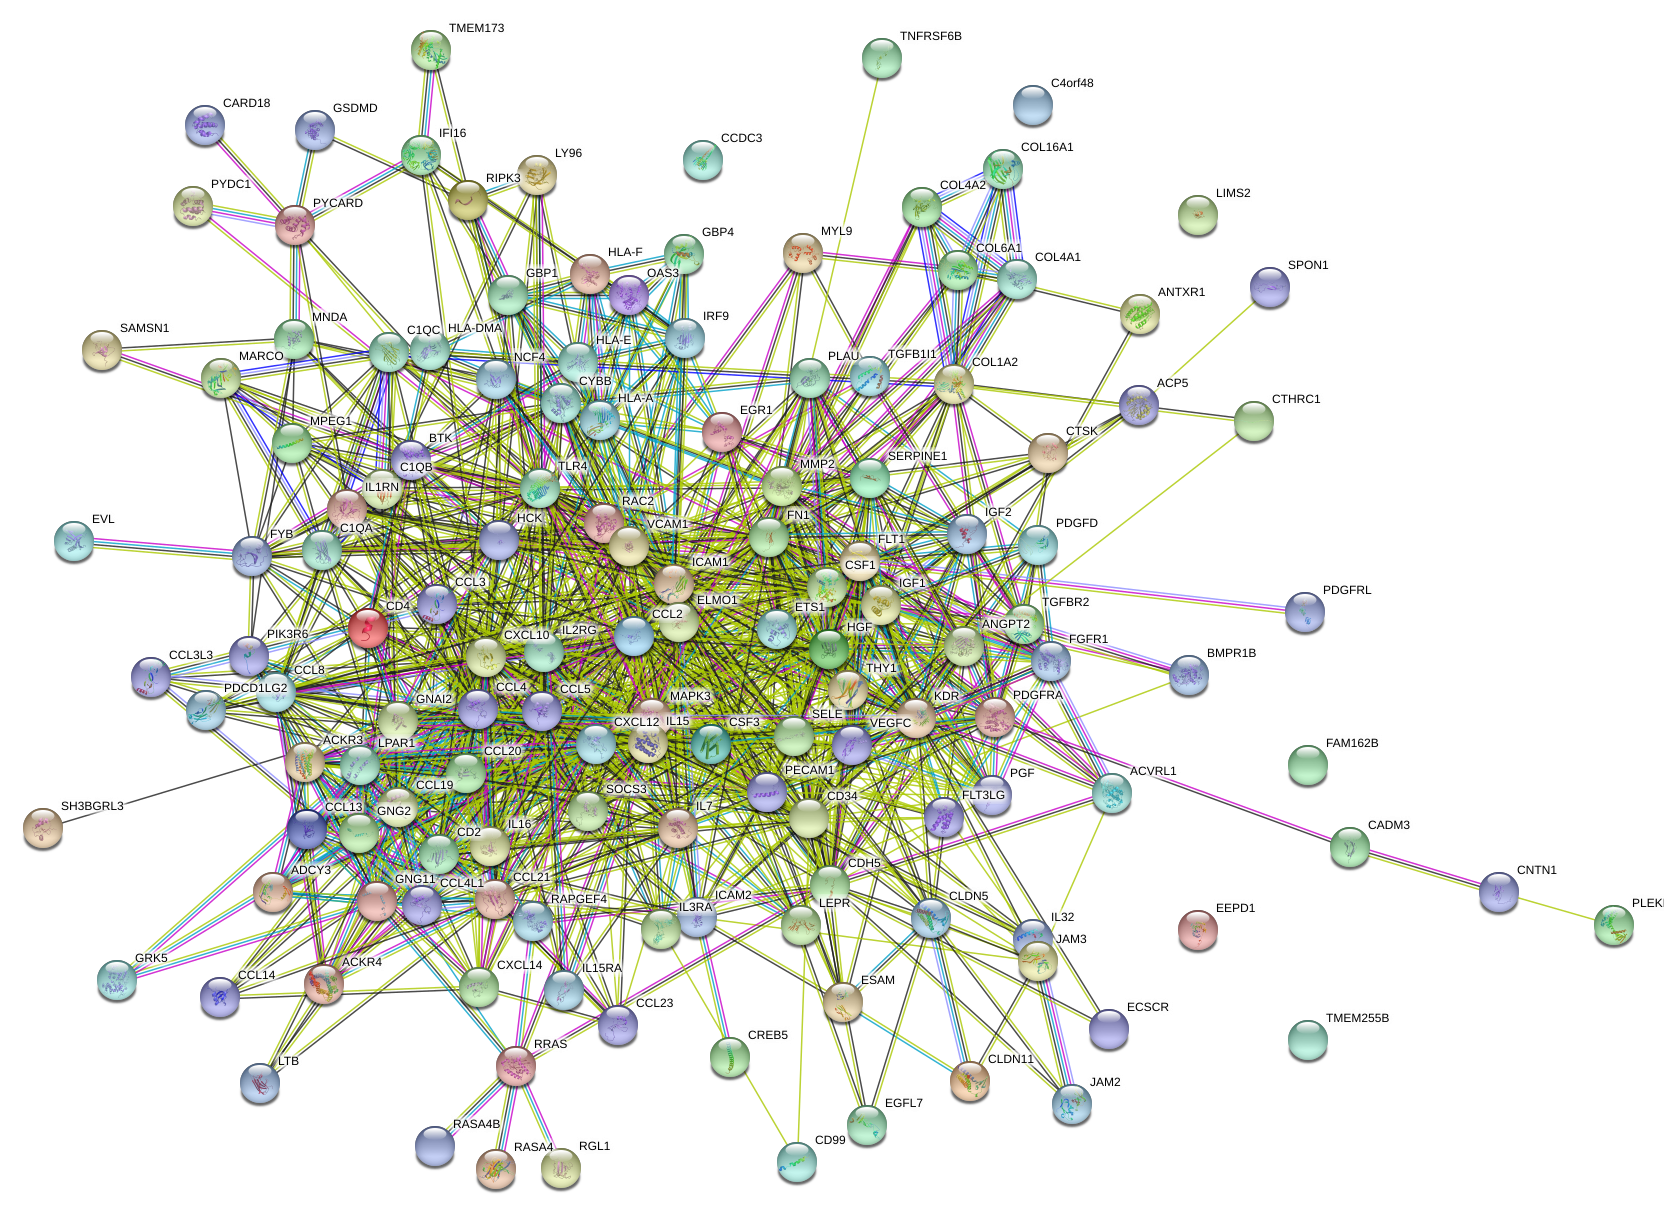 TMEM173
TNFRSF6B
C4orf48
CARD18
GSDMD
IFI16
CCDC3
COL16A1
LY96
RIPK3
PYDC1
COL4A2
LIMS2
PYCARD
MYL9
GBP4
HLA-F
COL6A1
COL4A1
SPON1
GBP1
OAS3
ANTXR1
IRF9
MNDA
SAMSN1
C1QC
HLA-DMA
HLA-E
MARCO
NCF4
PLAU
TGFB1I1
COL1A2
ACP5
CYBB
HLA-A
CTHRC1
EGR1
MPEG1
BTK
CTSK
C1QB
TLR4
MMP2
SERPINE1
IL1RN
RAC2
EVL
FYB
C1QA
HCK
VCAM1
FN1
IGF2
PDGFD
FLT1
ICAM1
CSF1
CCL3
IGF1
PDGFRL
CD4
ELMO1
CCL2
ETS1
TGFBR2
PIK3R6
CXCL10
IL2RG
HGF
ANGPT2
FGFR1
CCL3L3
CCL8
BMPR1B
THY1
PDCD1LG2
GNAI2
CCL4
CCL5
MAPK3
KDR
PDGFRA
ACKR3
LPAR1
CXCL12
IL15
CSF3
SELE
VEGFC
CCL20
FAM162B
PECAM1
PGF
ACVRL1
SH3BGRL3
CCL19
SOCS3
CD34
FLT3LG
CCL13
GNG2
IL7
IL16
CD2
CADM3
ADCY3
CDH5
CNTN1
GNG11
CCL4L1
CCL21
RAPGEF4
ICAM2
IL3RA
LEPR
CLDN5
PLEKI
EEPD1
IL32
JAM3
GRK5
CCL14
ACKR4
CXCL14
IL15RA
ESAM
CCL23
ECSCR
TMEM255B
CREB5
RRAS
LTB
CLDN11
JAM2
EGFL7
RASA4B
RASA4
RGL1
CD99